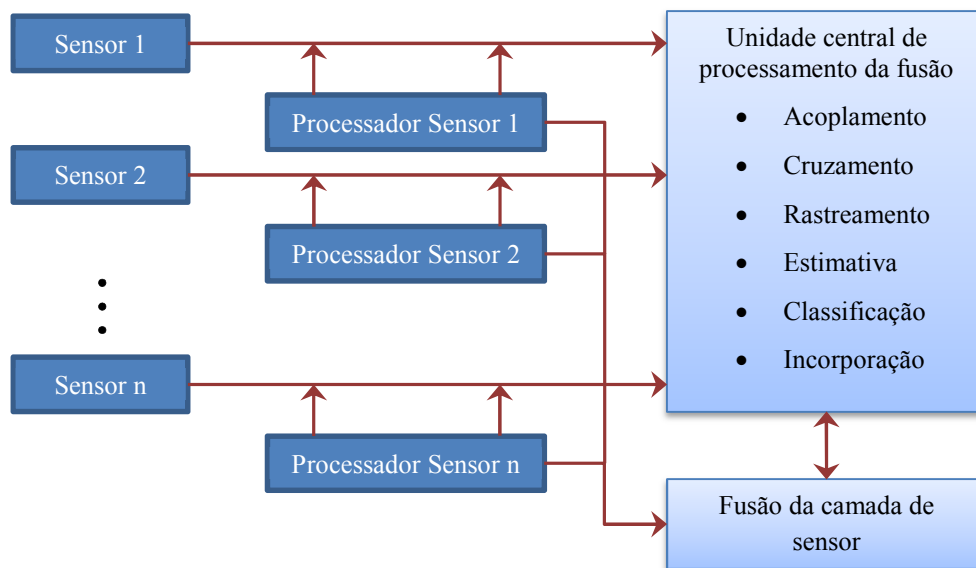 Sensor 1
Processador Sensor 1
Sensor 2
Processador Sensor 2
Sensor n
Processador Sensor n
Unidade central de
processamento da fusão
• Acoplamento
• Cruzamento
• Rastreamento
• Estimativa
• Classificação
• Incorporação
Fusão da camada de
sensor